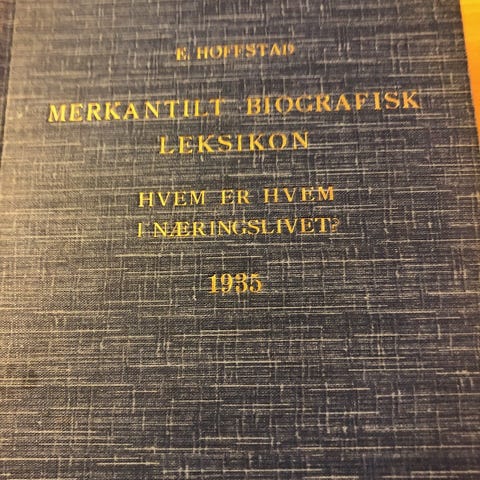 E. HOFFSTAD
MERKANTILT BIOGRAFISK
LEKSIKON
HVEM ER HVEM
I NÆRINGSLIVET?
1935